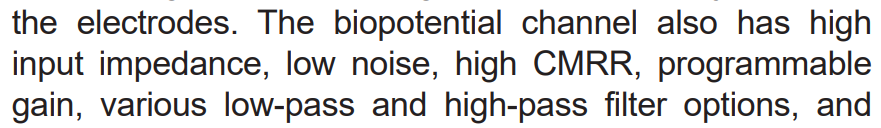 the electrodes. The biopotential channel also has high
input impedance, low noise, high CMRR, programmable
gain, various low-pass and high-pass filter options, and